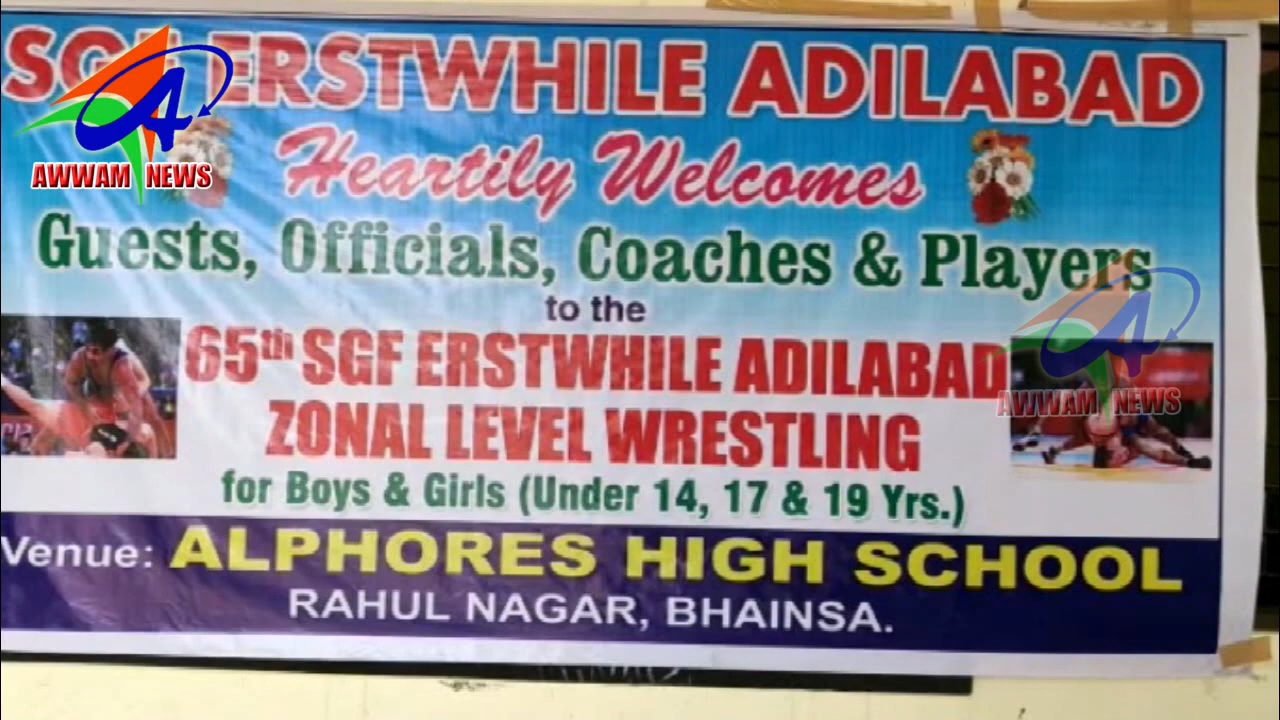 SGF ERSTWHILE ADILABAD
AWWAM NEWS
Heartily Welcomes
Guests, Officials, Coaches & Players
to the
65th SGF ERSTWHILE ADILABAD
AWWAM NEWS
ZONAL LEVEL WRESTLING
for Boys & Girls (Under 14, 17 & 19 Yrs.)
Venue: ALPHORES HIGH SCHOOL
RAHUL NAGAR, BHAINSA.